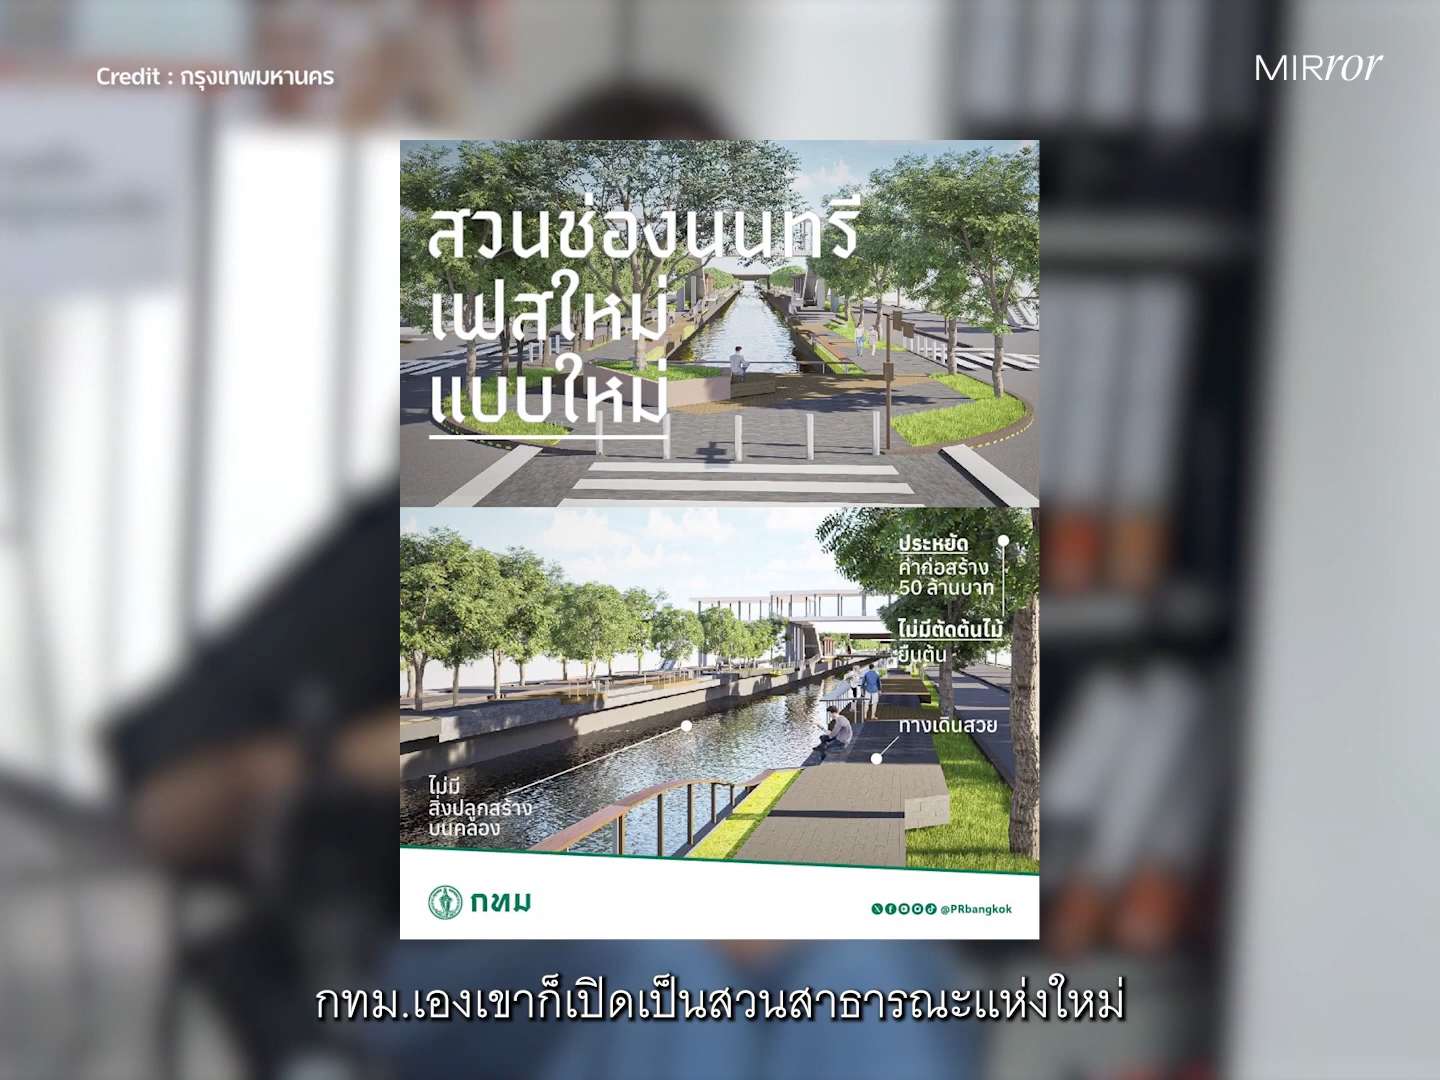 Credit : กรุงเทพมหานคร
MIRror
สวนช่องนนทรี
เฟสใหม่
แบบใหม่
ประหยัด
ค่าก่อสร้าง
50 ล้านบาท
ไม่มีตัดต้นไม้
ยืนต้น
ทางเดินสวย
ไม่มี
สิ่งปลูกสร้าง
บนคลอง
กทม
@PRbangkok
กทม.เองเขาก็เปิดเป็นสวนสาธารณะแห่งใหม่